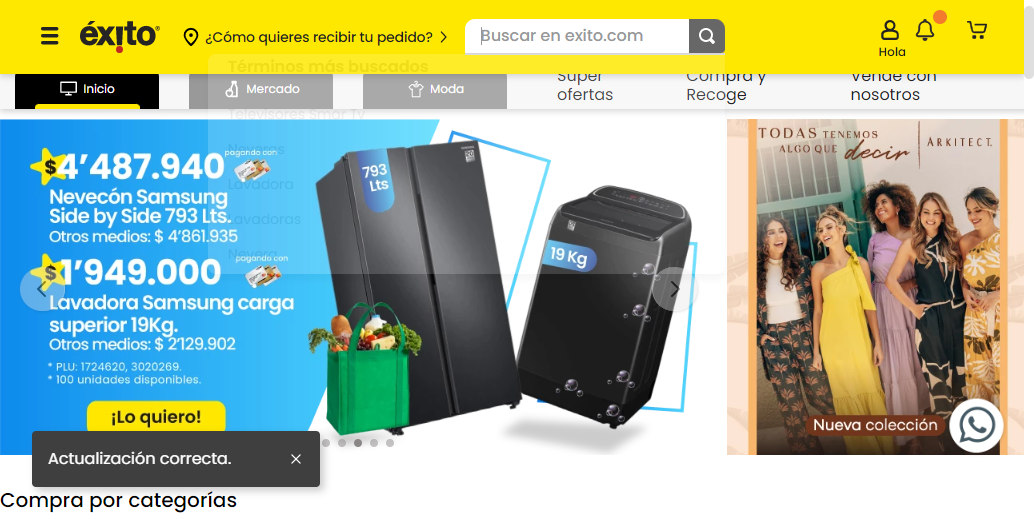 éxito
¿Cómo quieres recibir tu pedido?
Buscar en exito.com
Hola
Términos más buscados
Inicio
Mercado
Moda
Súper
ofertas
Compra y
Recoge
Vende con
nosotros
Televisores Smart Tv
Neveras
Lavadora
Lavadoras
Nevera
$4’487.940
pagando con:
Nevecón Samsung
Side by Side 793 Lts.
Otros medios: $ 4’861.935
$1’949.000
pagando con:
Lavadora Samsung carga
superior 19Kg.
Otros medios: $ 2’129.902
* PLU: 1724620, 3020269.
* 100 unidades disponibles.
¡Lo quiero!
793
Lts
SAMSUNG
19 Kg
TODAS TENEMOS
ALGO QUE decir
ARKITECT.
Nueva colección
Actualización correcta.
Compra por categorías